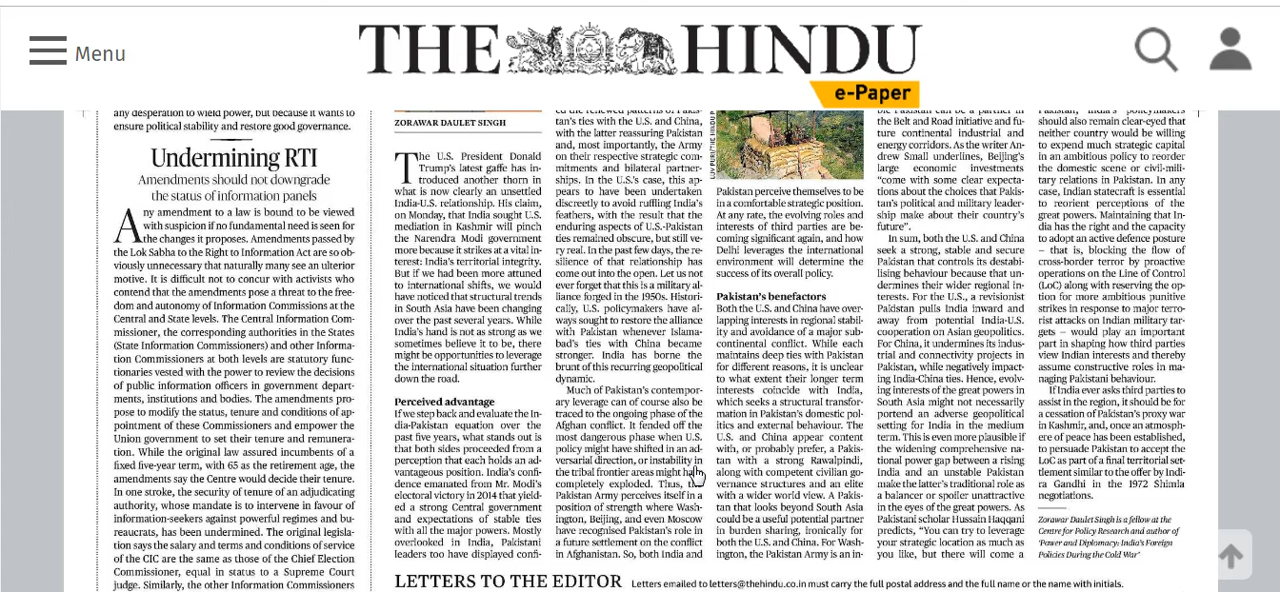 Menu
THE HINDU
e-Paper
any desperation to wield power, but because it wants to
ensure political stability and restore good governance.
Undermining RTI
Amendments should not downgrade
the status of information panels
Any amendment to a law is bound to be viewed
with suspicion if no fundamental need is seen for
the changes it proposes. Amendments passed by
the Lok Sabha to the Right to Information Act are so ob-
viously unnecessary that naturally many see an ulterior
motive. It is difficult not to concur with activists who
contend that the amendments pose a threat to the free-
dom and autonomy of Information Commissions at the
Central and State levels. The Central Information Com-
missioner, the corresponding authorities in the States
(State Information Commissioners) and other Informa-
tion Commissioners at both levels are statutory func-
tionaries vested with the power to review the decisions
of public information officers in government depart-
ments, institutions and bodies. The amendments pro-
pose to modify the status, tenure and conditions of ap-
pointment of these Commissioners and empower the
Union government to set their tenure and remunera-
tion. While the original law assured incumbents of a
fixed five-year term, with 65 as the retirement age, the
amendments say the Centre would decide their tenure.
In one stroke, the security of tenure of an adjudicating
authority, whose mandate is to intervene in favour of
information-seekers against powerful regimes and bu-
reaucrats, has been undermined. The original legisla-
tion says the salary and terms and conditions of service
of the CIC are the same as those of the Chief Election
Commissioner, equal in status to a Supreme Court
judge. Similarly, the other Information Commissioners
ZORAWAR DAULET SINGH
The U.S. President Donald
Trump's latest gaffe has in-
troduced another thorn in
what is now clearly an unsettled
India-U.S. relationship. His claim,
on Monday, that India sought U.S.
mediation in Kashmir will pinch
the Narendra Modi government
more because it strikes at a vital in-
terest: India's territorial integrity.
But if we had been more attuned
to international shifts, we would
have noticed that structural trends
in South Asia have been changing
over the past several years. While
India's hand is not as strong as we
sometimes believe it to be, there
might be opportunities to leverage
the international situation further
down the road.
Perceived advantage
If we step back and evaluate the In-
dia-Pakistan equation over the
past five years, what stands out is
that both sides proceeded from a
perception that each holds an ad-
vantageous position. India's confi-
dence emanated from Mr. Modi's
electoral victory in 2014 that yield-
ed a strong Central government
and expectations of stable ties
with all the major powers. Mostly
overlooked in India, Pakistani
leaders too have displayed confi-
ed the renewed patterns of Pakis-
tan's ties with the U.S. and China,
with the latter reassuring Pakistan
and, most importantly, the Army
on their respective strategic com-
mitments and bilateral partner-
ships. In the U.S.'s case, this ap-
pears to have been undertaken
discreetly to avoid ruffling India's
feathers, with the result that the
enduring aspects of U.S.-Pakistan
ties remained obscure, but still ve-
ry real. In the past few days, the re-
silience of that relationship has
come out into the open. Let us not
ever forget that this is a military al-
liance forged in the 1950s. Histori-
cally, U.S. policymakers have al-
ways sought to restore the alliance
with Pakistan whenever Islama-
bad's ties with China became
stronger. India has borne the
brunt of this recurring geopolitical
dynamic.
Much of Pakistan's contempor-
ary leverage can of course also be
traced to the ongoing phase of the
Afghan conflict. It fended off the
most dangerous phase when U.S.
policy might have shifted in an ad-
versarial direction, or instability in
the tribal frontier areas might have
completely exploded. Thus, the
Pakistan Army perceives itself in a
position of strength where Wash-
ington, Beijing, and even Moscow
have recognised Pakistan's role in
a future settlement on the conflict
in Afghanistan. So, both India and
Pakistan perceive themselves to be
in a comfortable strategic position.
At any rate, the evolving roles and
interests of third parties are be-
coming significant again, and how
Delhi leverages the international
environment will determine the
success of its overall policy.
Pakistan's benefactors
Both the U.S. and China have over-
lapping interests in regional stabil-
ity and avoidance of a major sub-
continental conflict. While each
maintains deep ties with Pakistan
for different reasons, it is unclear
to what extent their longer term
interests coincide with India,
which seeks a structural transfor-
mation in Pakistan's domestic pol-
itics and external behaviour. The
U.S. and China appear content
with, or probably prefer, a Pakis-
tan with a strong Rawalpindi,
along with competent civilian go-
vernance structures and an elite
with a wider world view. A Pakis-
tan that looks beyond South Asia
could be a useful potential partner
in burden sharing, ironically for
both the U.S. and China. For Wash-
ington, the Pakistan Army is an in-
ble Pakistan can be a partner in
the Belt and Road initiative and fu-
ture continental industrial and
energy corridors. As the writer An-
drew Small underlines, Beijing's
large economic investments
"come with some clear expecta-
tions about the choices that Pakis-
tan's political and military leader-
ship make about their country's
future".
In sum, both the U.S. and China
seek a strong, stable and secure
Pakistan that controls its destabil-
ising behaviour because that un-
dermines their wider regional in-
terests. For the U.S., a revisionist
Pakistan pulls India inward and
away from potential India-U.S.
cooperation on Asian geopolitics.
For China, it undermines its indus-
trial and connectivity projects in
Pakistan, while negatively impact-
ing India-China ties. Hence, evolv-
ing interests of the great powers in
South Asia might not necessarily
portend an adverse geopolitical
setting for India in the medium
term. This is even more plausible if
the widening comprehensive na-
tional power gap between a rising
India and an unstable Pakistan
make the latter's traditional role as
a balancer or spoiler unattractive
in the eyes of the great powers. As
Pakistani scholar Hussain Haqqani
predicts, "You can try to leverage
your strategic location as much as
you like, but there will come a
Pakistan, India's policymakers
should also remain clear-eyed that
neither country would be willing
to expend much strategic capital
in an ambitious policy to reorder
the domestic scene or civil-mili-
tary relations in Pakistan. In any
case, Indian statecraft is essential
to reorient perceptions of the
great powers. Maintaining that In-
dia has the right and the capacity
to adopt an active defence posture
– that is, blocking the flow of
cross-border terror by proactive
operations on the Line of Control
(LoC) along with reserving the op-
tion for more ambitious punitive
strikes in response to major terro-
rist attacks on Indian military tar-
gets – would play an important
part in shaping how third parties
view Indian interests and thereby
assume constructive roles in ma-
naging Pakistani behaviour.
If India ever asks third parties to
assist in the region, it should be for
a cessation of Pakistan's proxy war
in Kashmir, and, once an atmosp-
here of peace has been established,
to persuade Pakistan to accept the
LoC as part of a final territorial set-
tlement similar to the offer by Indi-
ra Gandhi in the 1972 Shimla
negotiations.
Zorawar Daulet Singh is a fellow at the
Centre for Policy Research and author of
'Power and Diplomacy: India's Foreign
Policies During the Cold War'
LETTERS TO THE EDITOR Letters emailed to letters@thehindu.co.in must carry the full postal address and the full name or the name with initials.